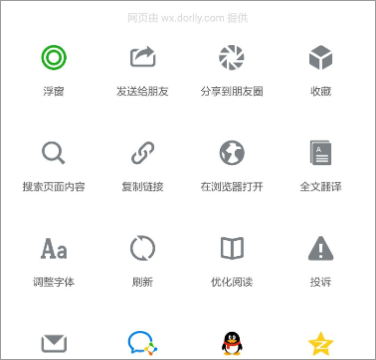 网页由 wx.dorlly.com 提供
浮窗 发送给朋友 分享到朋友圈 收藏
搜索页面内容 复制链接 在浏览器打开 全文翻译
Aa
调整字体 刷新 优化阅读 投诉